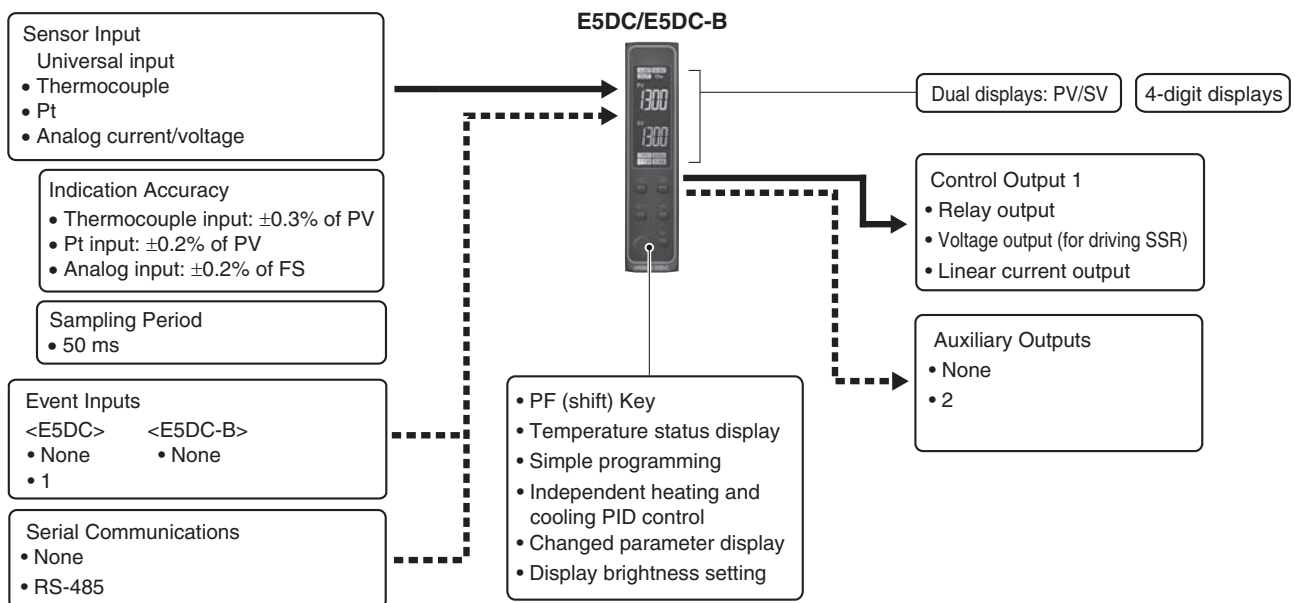 E5DC/E5DC-B
Sensor Input
Universal input
• Thermocouple
• Pt
• Analog current/voltage
Indication Accuracy
• Thermocouple input: ±0.3% of PV
• Pt input: ±0.2% of PV
• Analog input: ±0.2% of FS
Sampling Period
• 50 ms
Event Inputs
<E5DC> <E5DC-B>
• None • None
• 1
Serial Communications
• None
• RS-485
PV
1300
SV
1300
• PF (shift) Key
• Temperature status display
• Simple programming
• Independent heating and
cooling PID control
• Changed parameter display
• Display brightness setting
Dual displays: PV/SV
4-digit displays
Control Output 1
• Relay output
• Voltage output (for driving SSR)
• Linear current output
Auxiliary Outputs
• None
• 2